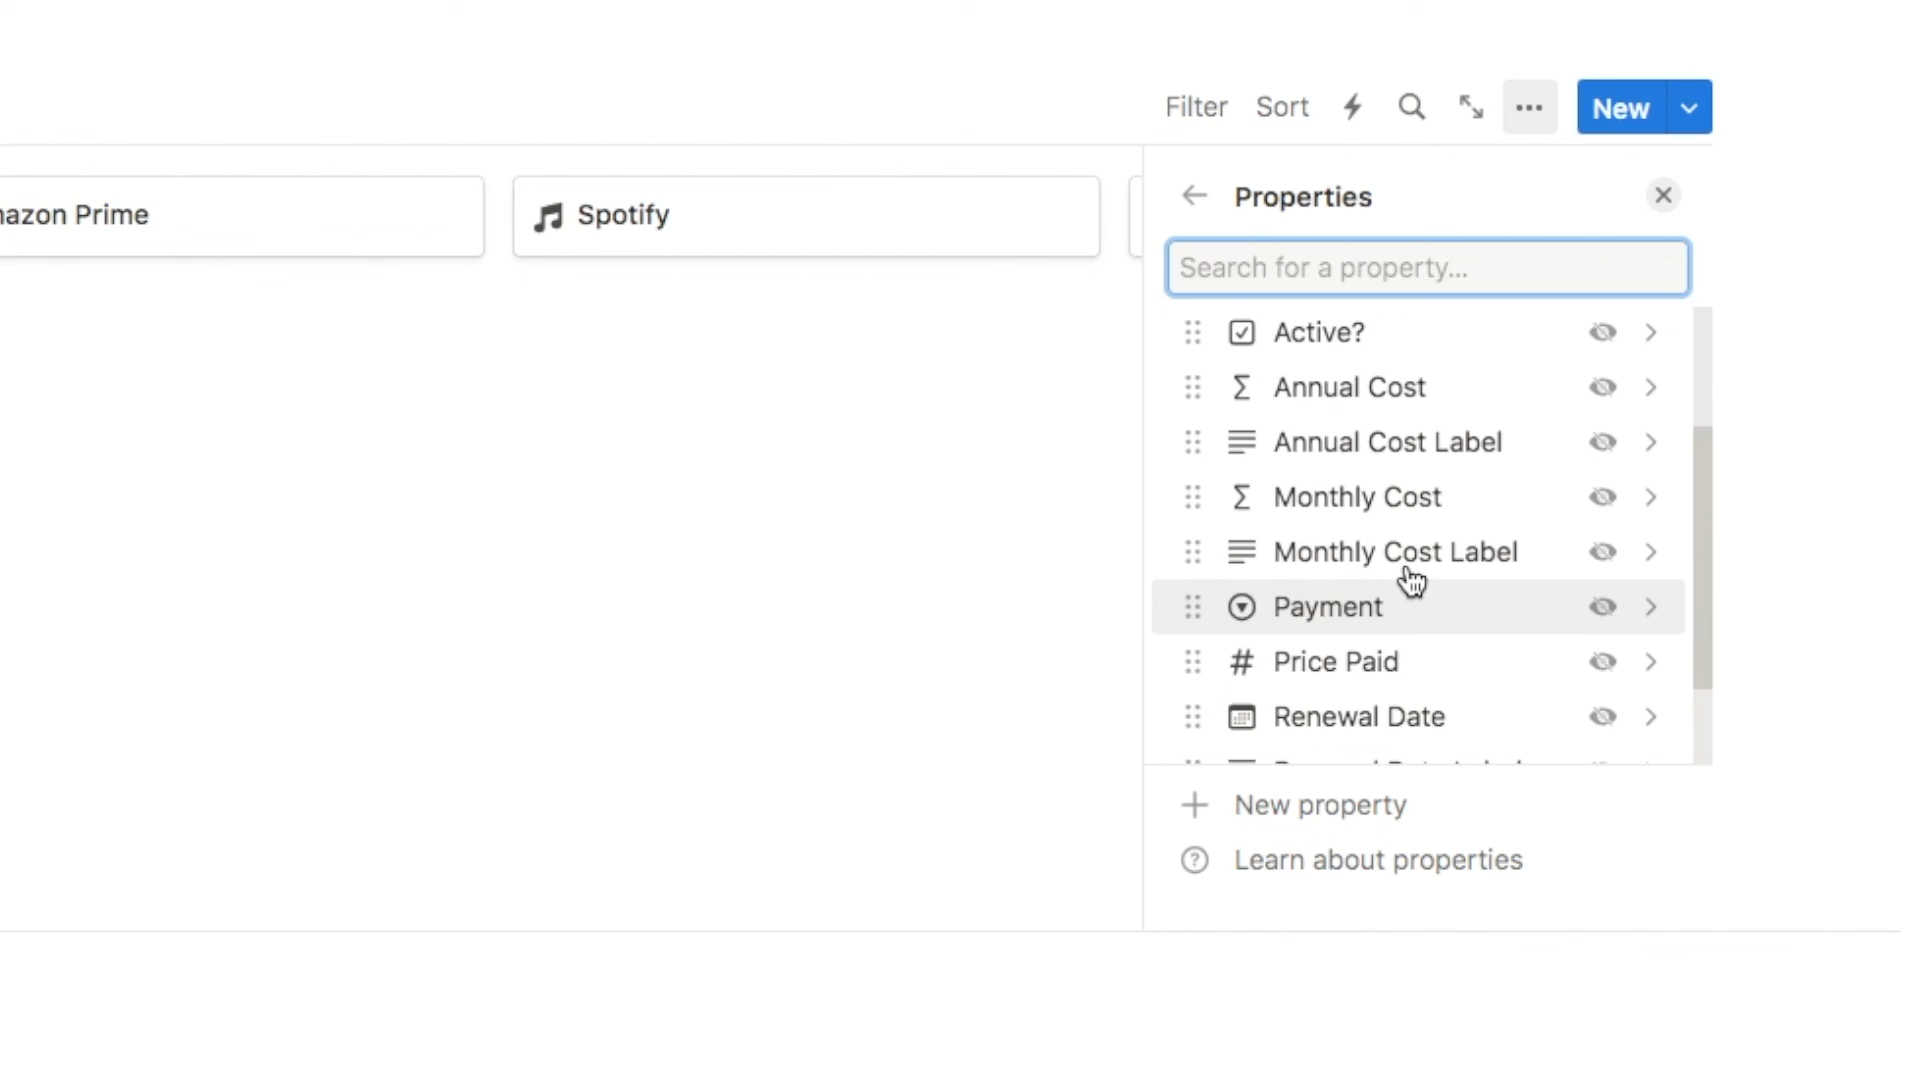 Filter Sort New
azon Prime
Spotify
Properties
Search for a property...
Active?
Annual Cost
Annual Cost Label
Monthly Cost
Monthly Cost Label
Payment
Price Paid
Renewal Date
New property
Learn about properties